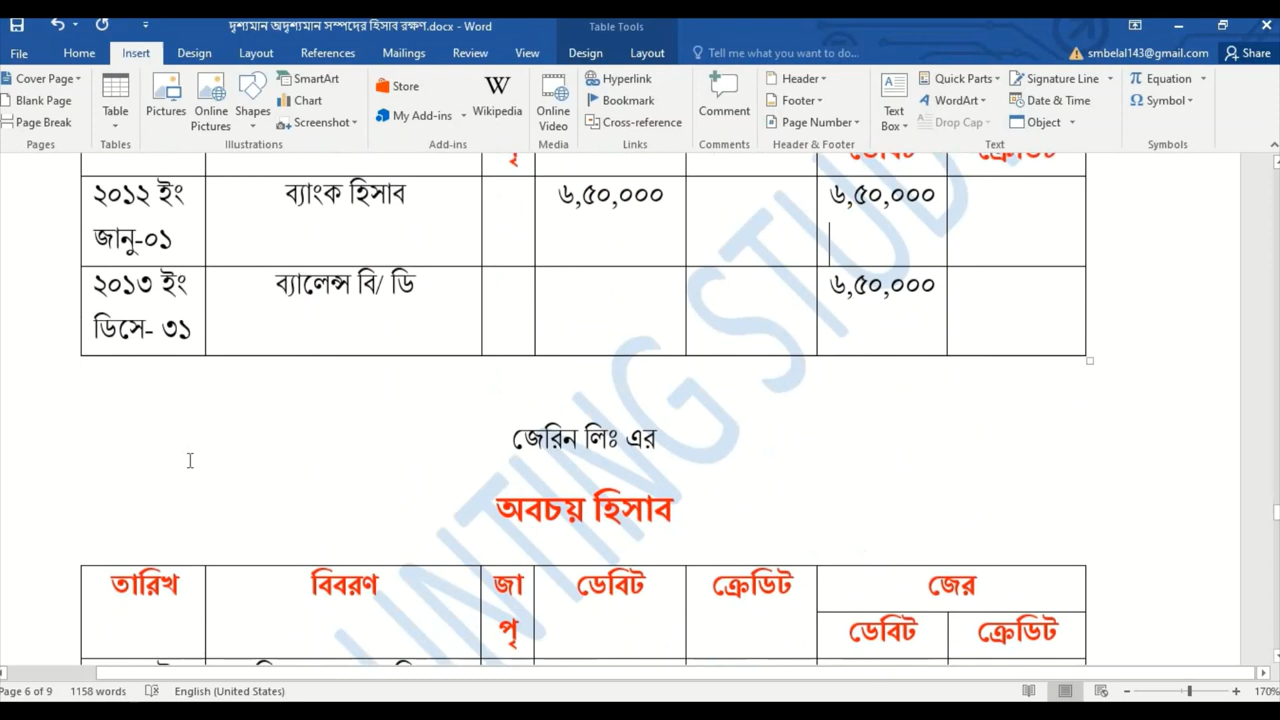 দৃশ্যমান অদৃশ্যমান সম্পদের হিসাব রক্ষণ.docx - Word
Table Tools
File Home Insert Design Layout References Mailings Review View Design Layout Tell me what you want to do... smbelal143@gmail.com Share
Cover Page
Blank Page
Page Break
Pages
Table
Tables
Pictures
Online Pictures
Shapes
SmartArt
Chart
Screenshot
Illustrations
Store
My Add-ins
Wikipedia
Add-ins
Online Video
Media
Hyperlink
Bookmark
Cross-reference
Links
Comment
Comments
Header
Footer
Page Number
Header & Footer
Text Box
Quick Parts
WordArt
Drop Cap
Signature Line
Date & Time
Object
Text
Equation
Symbol
Symbols
পৃ ডেবিট ক্রেডিট
২০১২ ইং ব্যাংক হিসাব ৬,৫০,০০০ ৬,৫০,০০০
জানু-০১
২০১৩ ইং ব্যালেন্স বি/ ডি ৬,৫০,০০০
ডিসে- ৩১
জেরিন লিঃ এর
অবচয় হিসাব
তারিখ বিবরণ জা ডেবিট ক্রেডিট জের
পৃ ডেবিট ক্রেডিট
Page 6 of 9 1158 words English (United States) 170%